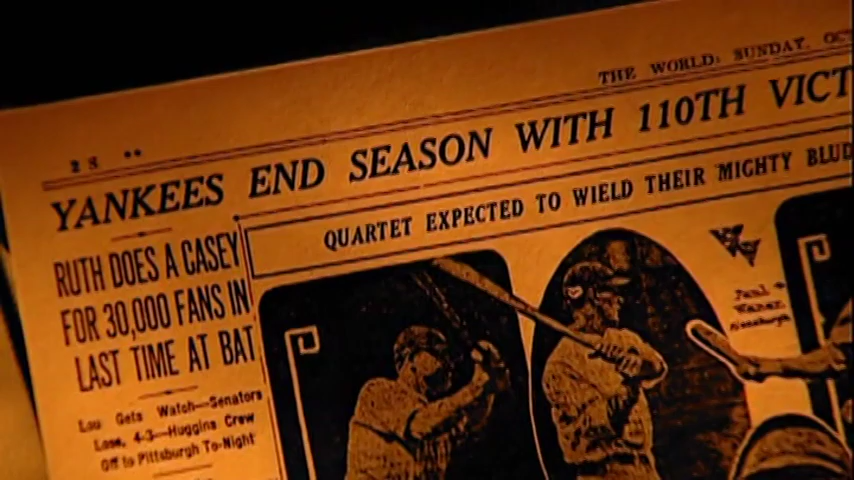 THE WORLD: SUNDAY, OC
2 S **
YANKEES END SEASON WITH 110TH VICT
QUARTET EXPECTED TO WIELD THEIR MIGHTY BLUD
RUTH DOES A CASEY
FOR 30,000 FANS IN
LAST TIME AT BAT
Lou Gets Watch—Senators
Lose, 4-3—Huggins Crew
Off to Pittsburgh To-Night
Paul
Waner
Pittsburgh